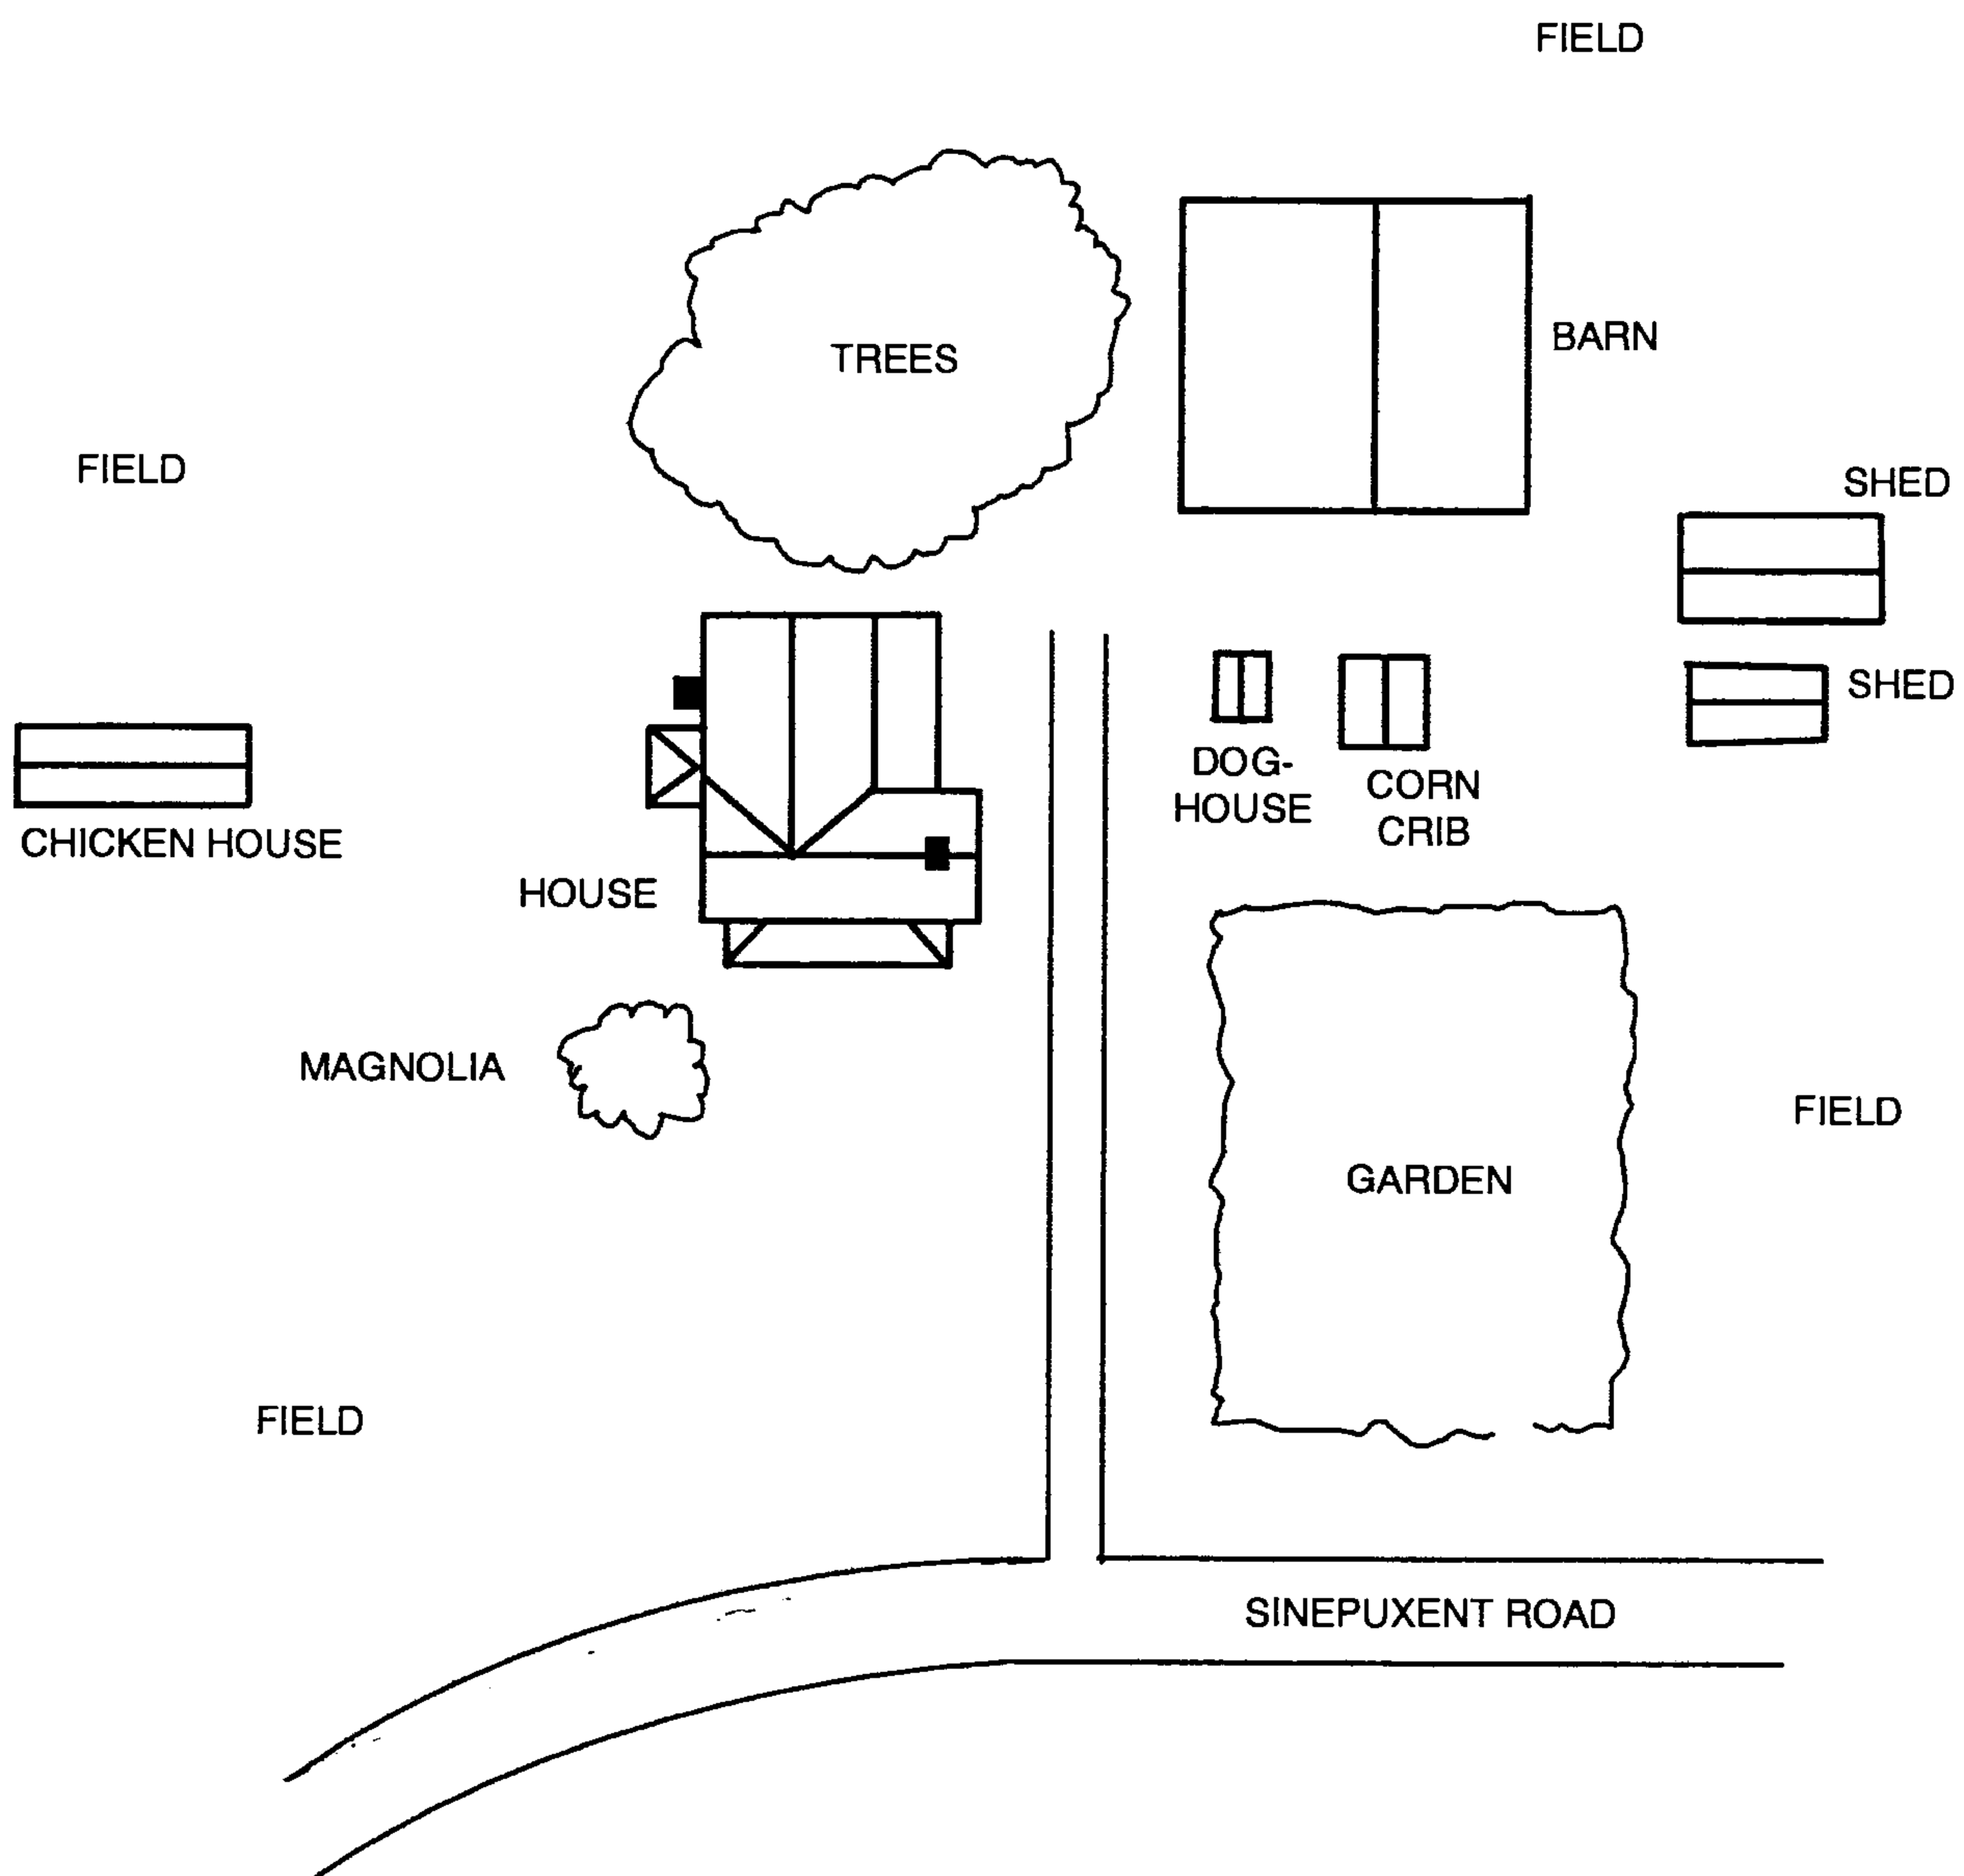 FIELD
TREES
BARN
FIELD
SHED
SHED
DOG-
HOUSE
CORN
CRIB
CHICKEN HOUSE
HOUSE
MAGNOLIA
FIELD
GARDEN
FIELD
SINEPUXENT ROAD